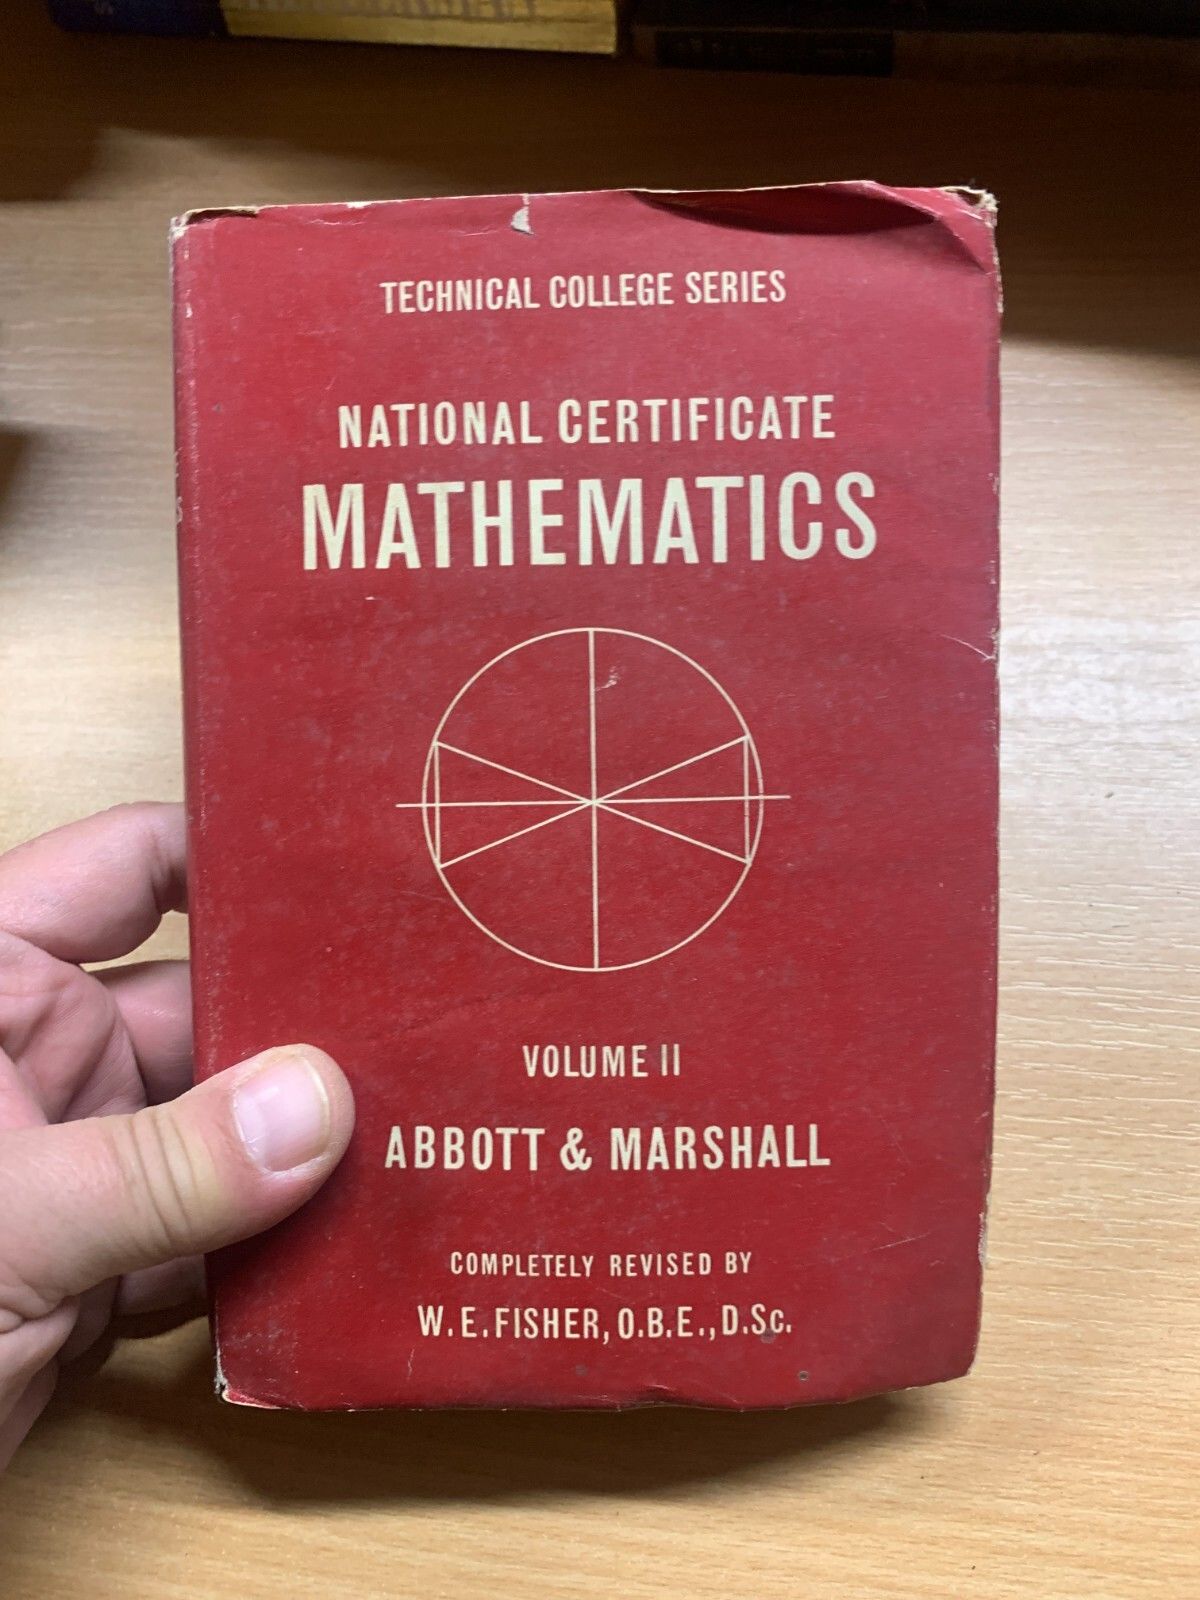 TECHNICAL COLLEGE SERIES
NATIONAL CERTIFICATE
MATHEMATICS
VOLUME II
ABBOTT & MARSHALL
COMPLETELY REVISED BY
W.E. FISHER, O.B.E., D.Sc.